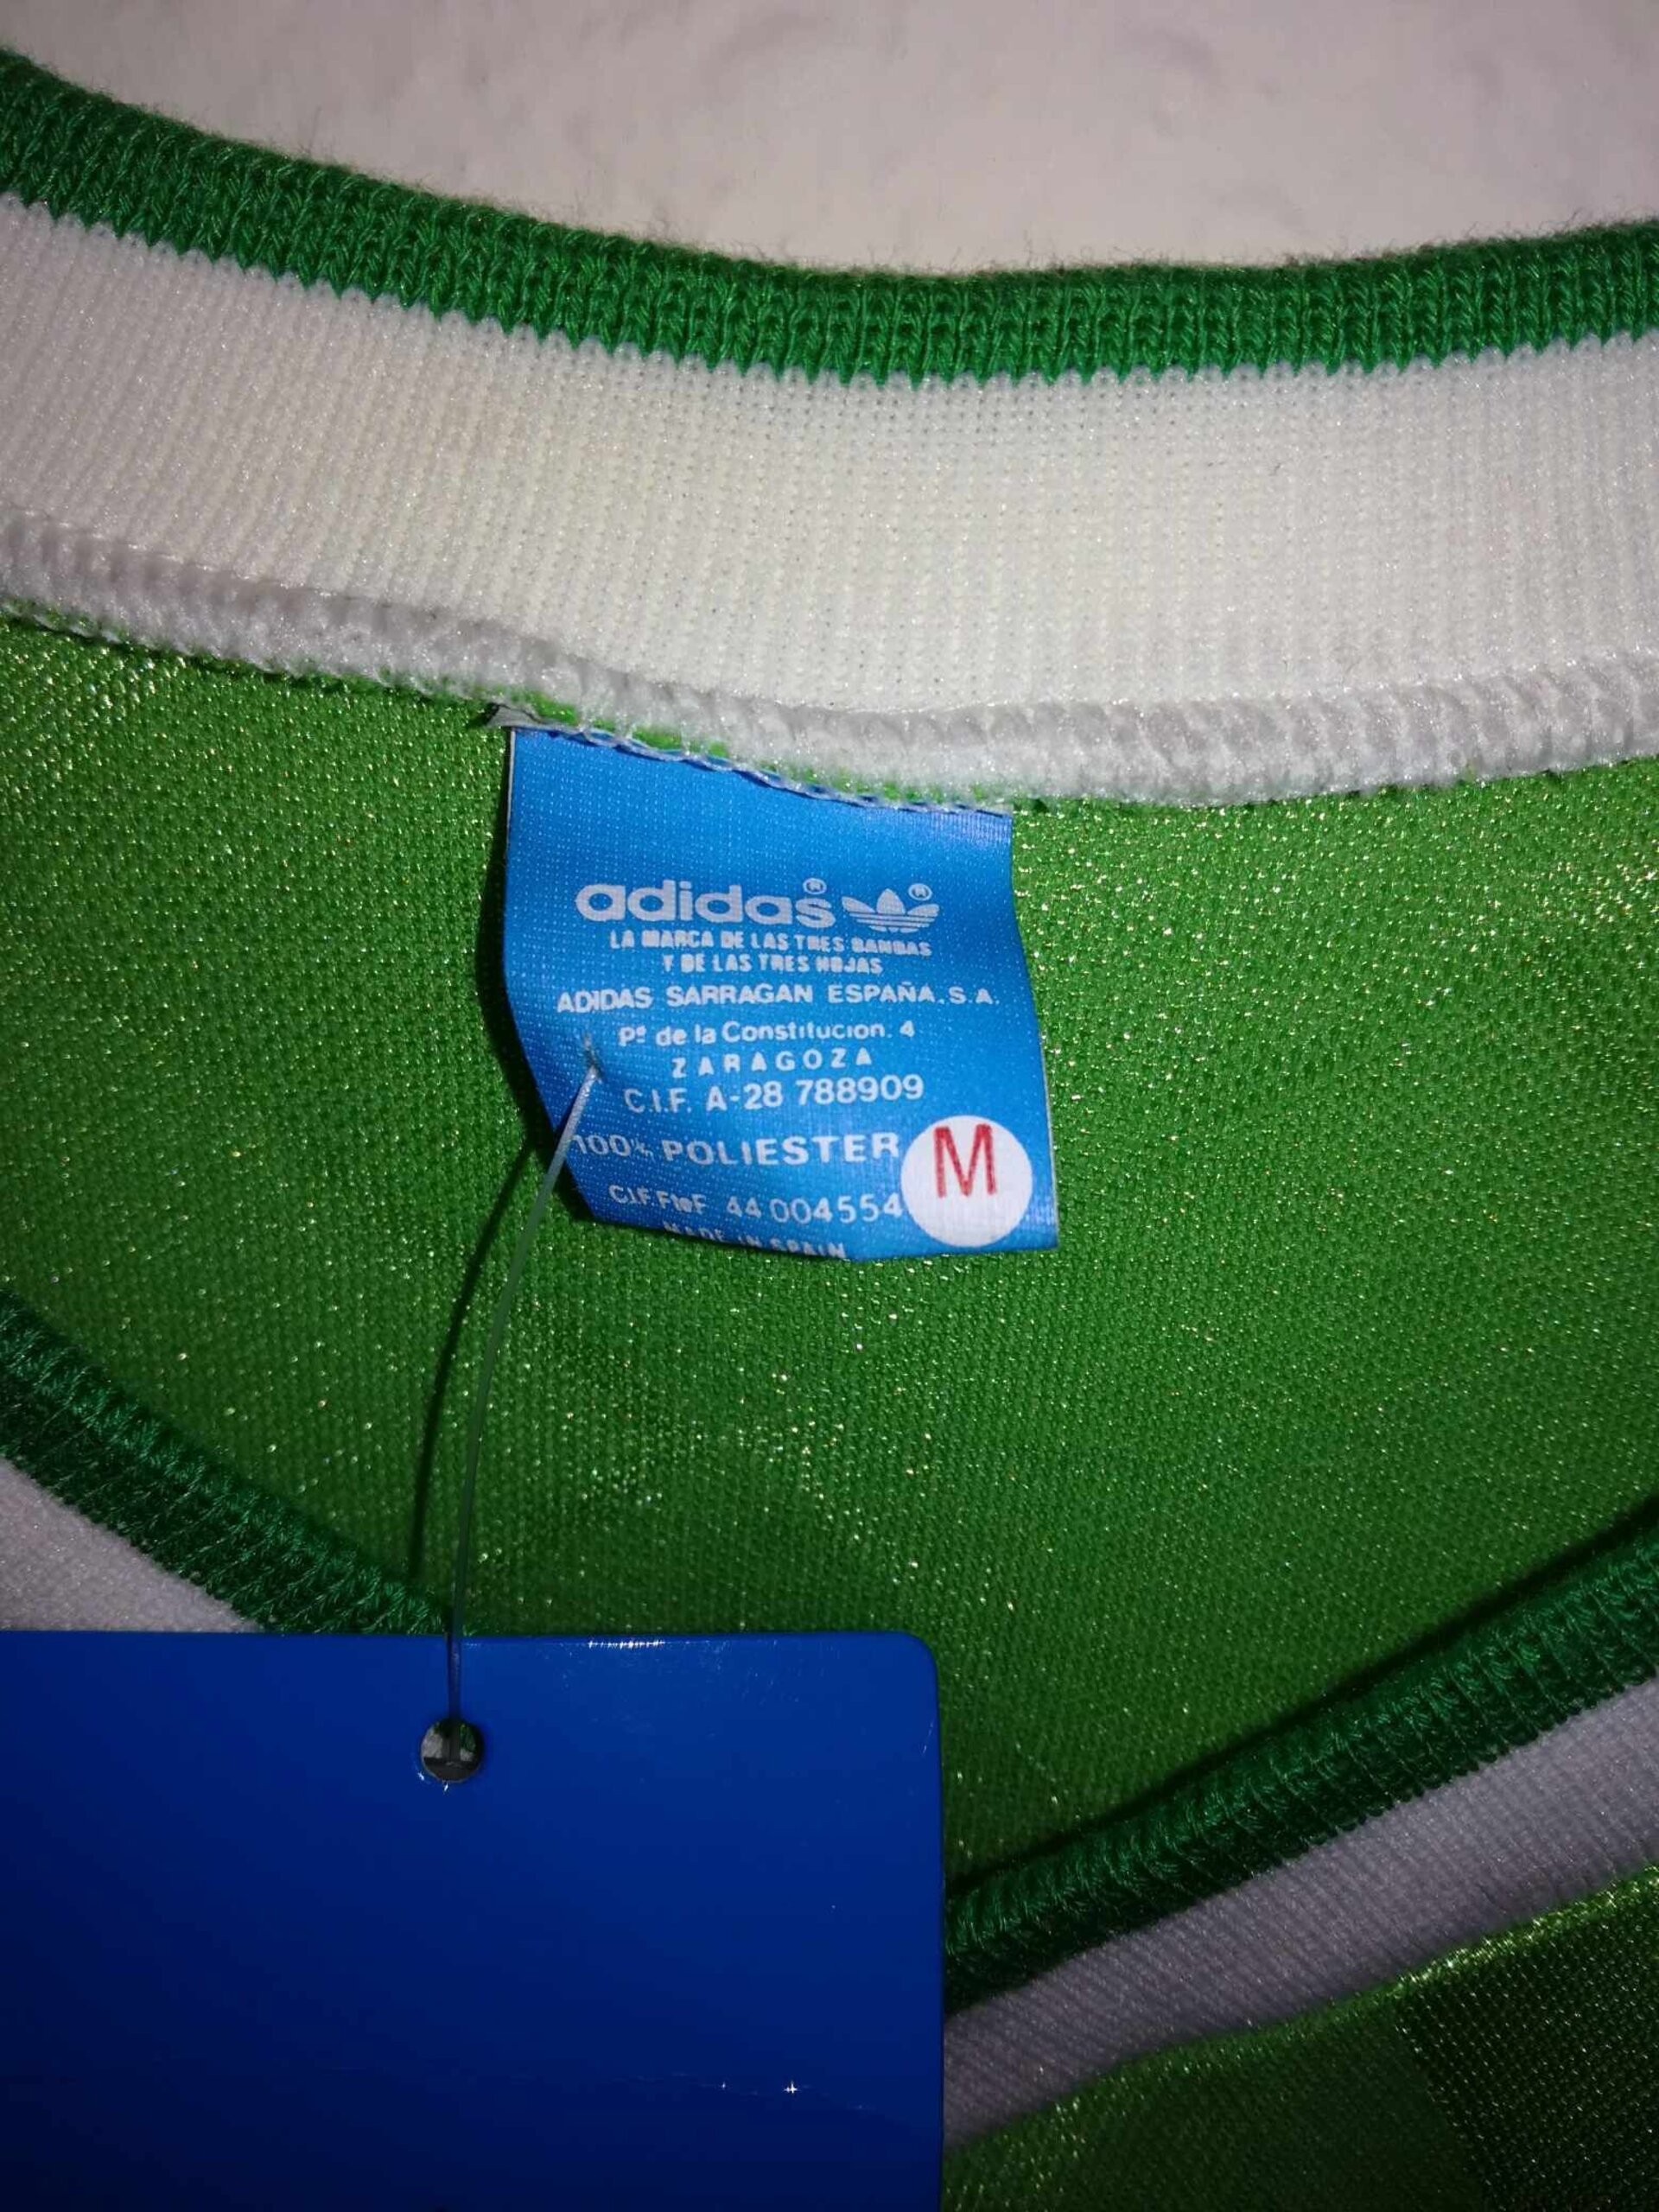 adidas® ®
LA MARCA DE LAS TRES BANDAS
Y DE LAS TRES HOJAS
ADIDAS SARRAGAN ESPAÑA.S.A.
Pº de la Constitucion. 4
ZARAGOZA
C.I.F. A-28 788909
100% POLIESTER
M
C.I.F 44 004554
MADE IN SPAIN